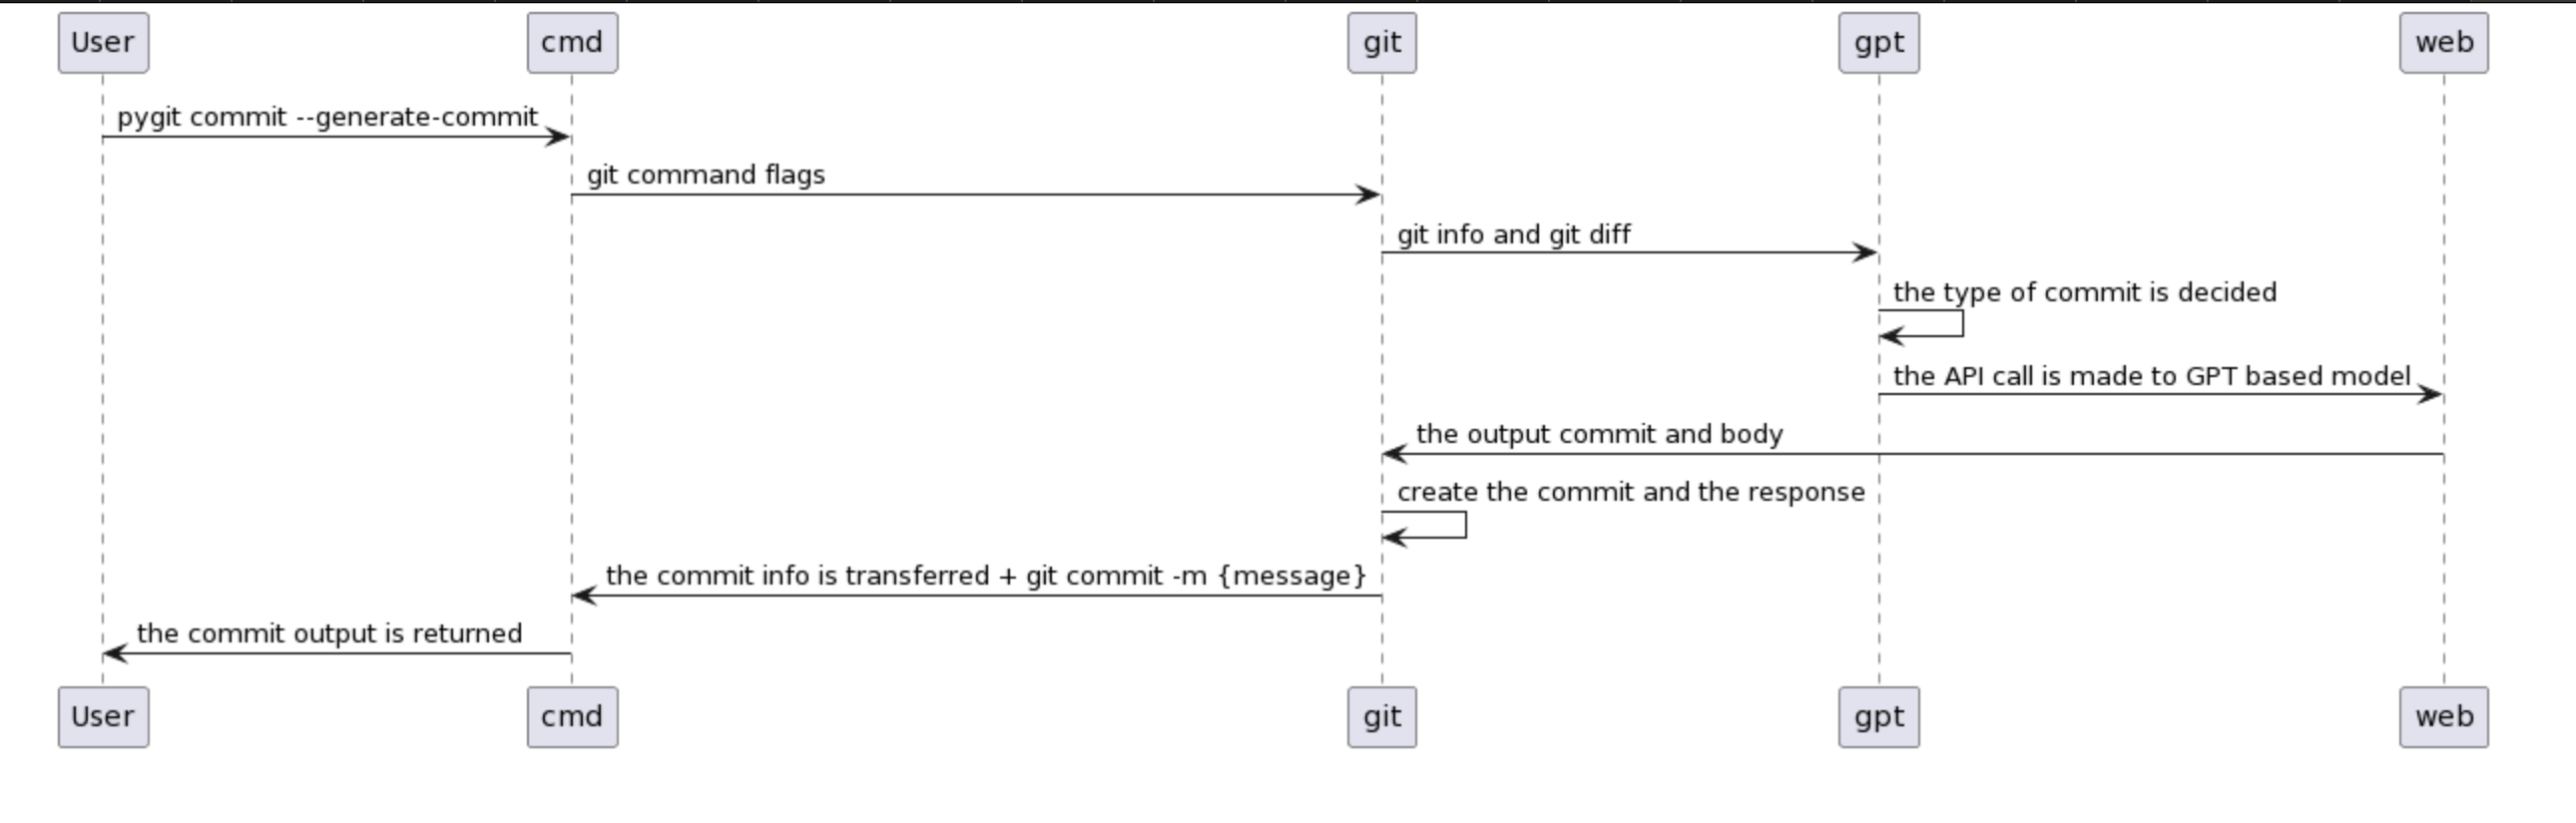 User cmd git gpt web
pygit commit --generate-commit
git command flags
git info and git diff
the type of commit is decided
the API call is made to GPT based model
the output commit and body
create the commit and the response
the commit info is transferred + git commit -m {message}
the commit output is returned
User cmd git gpt web